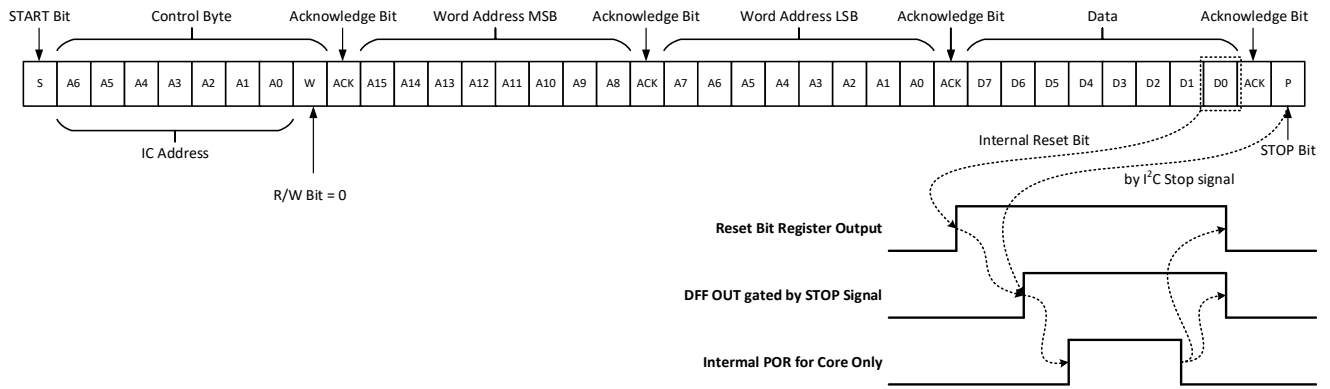 START Bit Control Byte Acknowledge Bit Word Address MSB Acknowledge Bit Word Address LSB Acknowledge Bit Data Acknowledge Bit
S A6 A5 A4 A3 A2 A1 A0 W ACK A15 A14 A13 A12 A11 A10 A9 A8 ACK A7 A6 A5 A4 A3 A2 A1 A0 ACK D7 D6 D5 D4 D3 D2 D1 D0 ACK P
IC Address
R/W Bit = 0
Internal Reset Bit
STOP Bit
by I²C Stop signal
Reset Bit Register Output
DFF OUT gated by STOP Signal
Intermal POR for Core Only